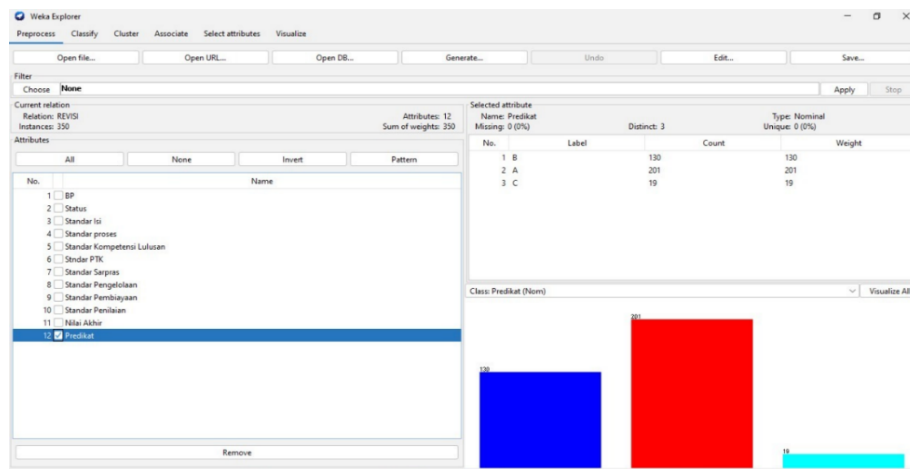 Weka Explorer
Preprocess Classify Cluster Associate Select attributes Visualize
Open file... Open URL... Open DB... Generate... Undo Edit... Save...
Filter
Choose None Apply Stop
Current relation
Relation: REVISI Attributes: 12
Instances: 350 Sum of weights: 350
Attributes
All None Invert Pattern
No. Name
1 BP
2 Status
3 Standar Isi
4 Standar proses
5 Standar Kompetensi Lulusan
6 Stndar PTK
7 Standar Sarpras
8 Standar Pengelolaan
9 Standar Pembiayaan
10 Standar Penilaian
11 Nilai Akhir
12 Predikat
Remove
Selected attribute
Name: Predikat Type: Nominal
Missing: 0 (0%) Distinct: 3 Unique: 0 (0%)
No. Label Count Weight
1 B 130 130
2 A 201 201
3 C 19 19
Class: Predikat (Nom) Visualize All
201
130
19